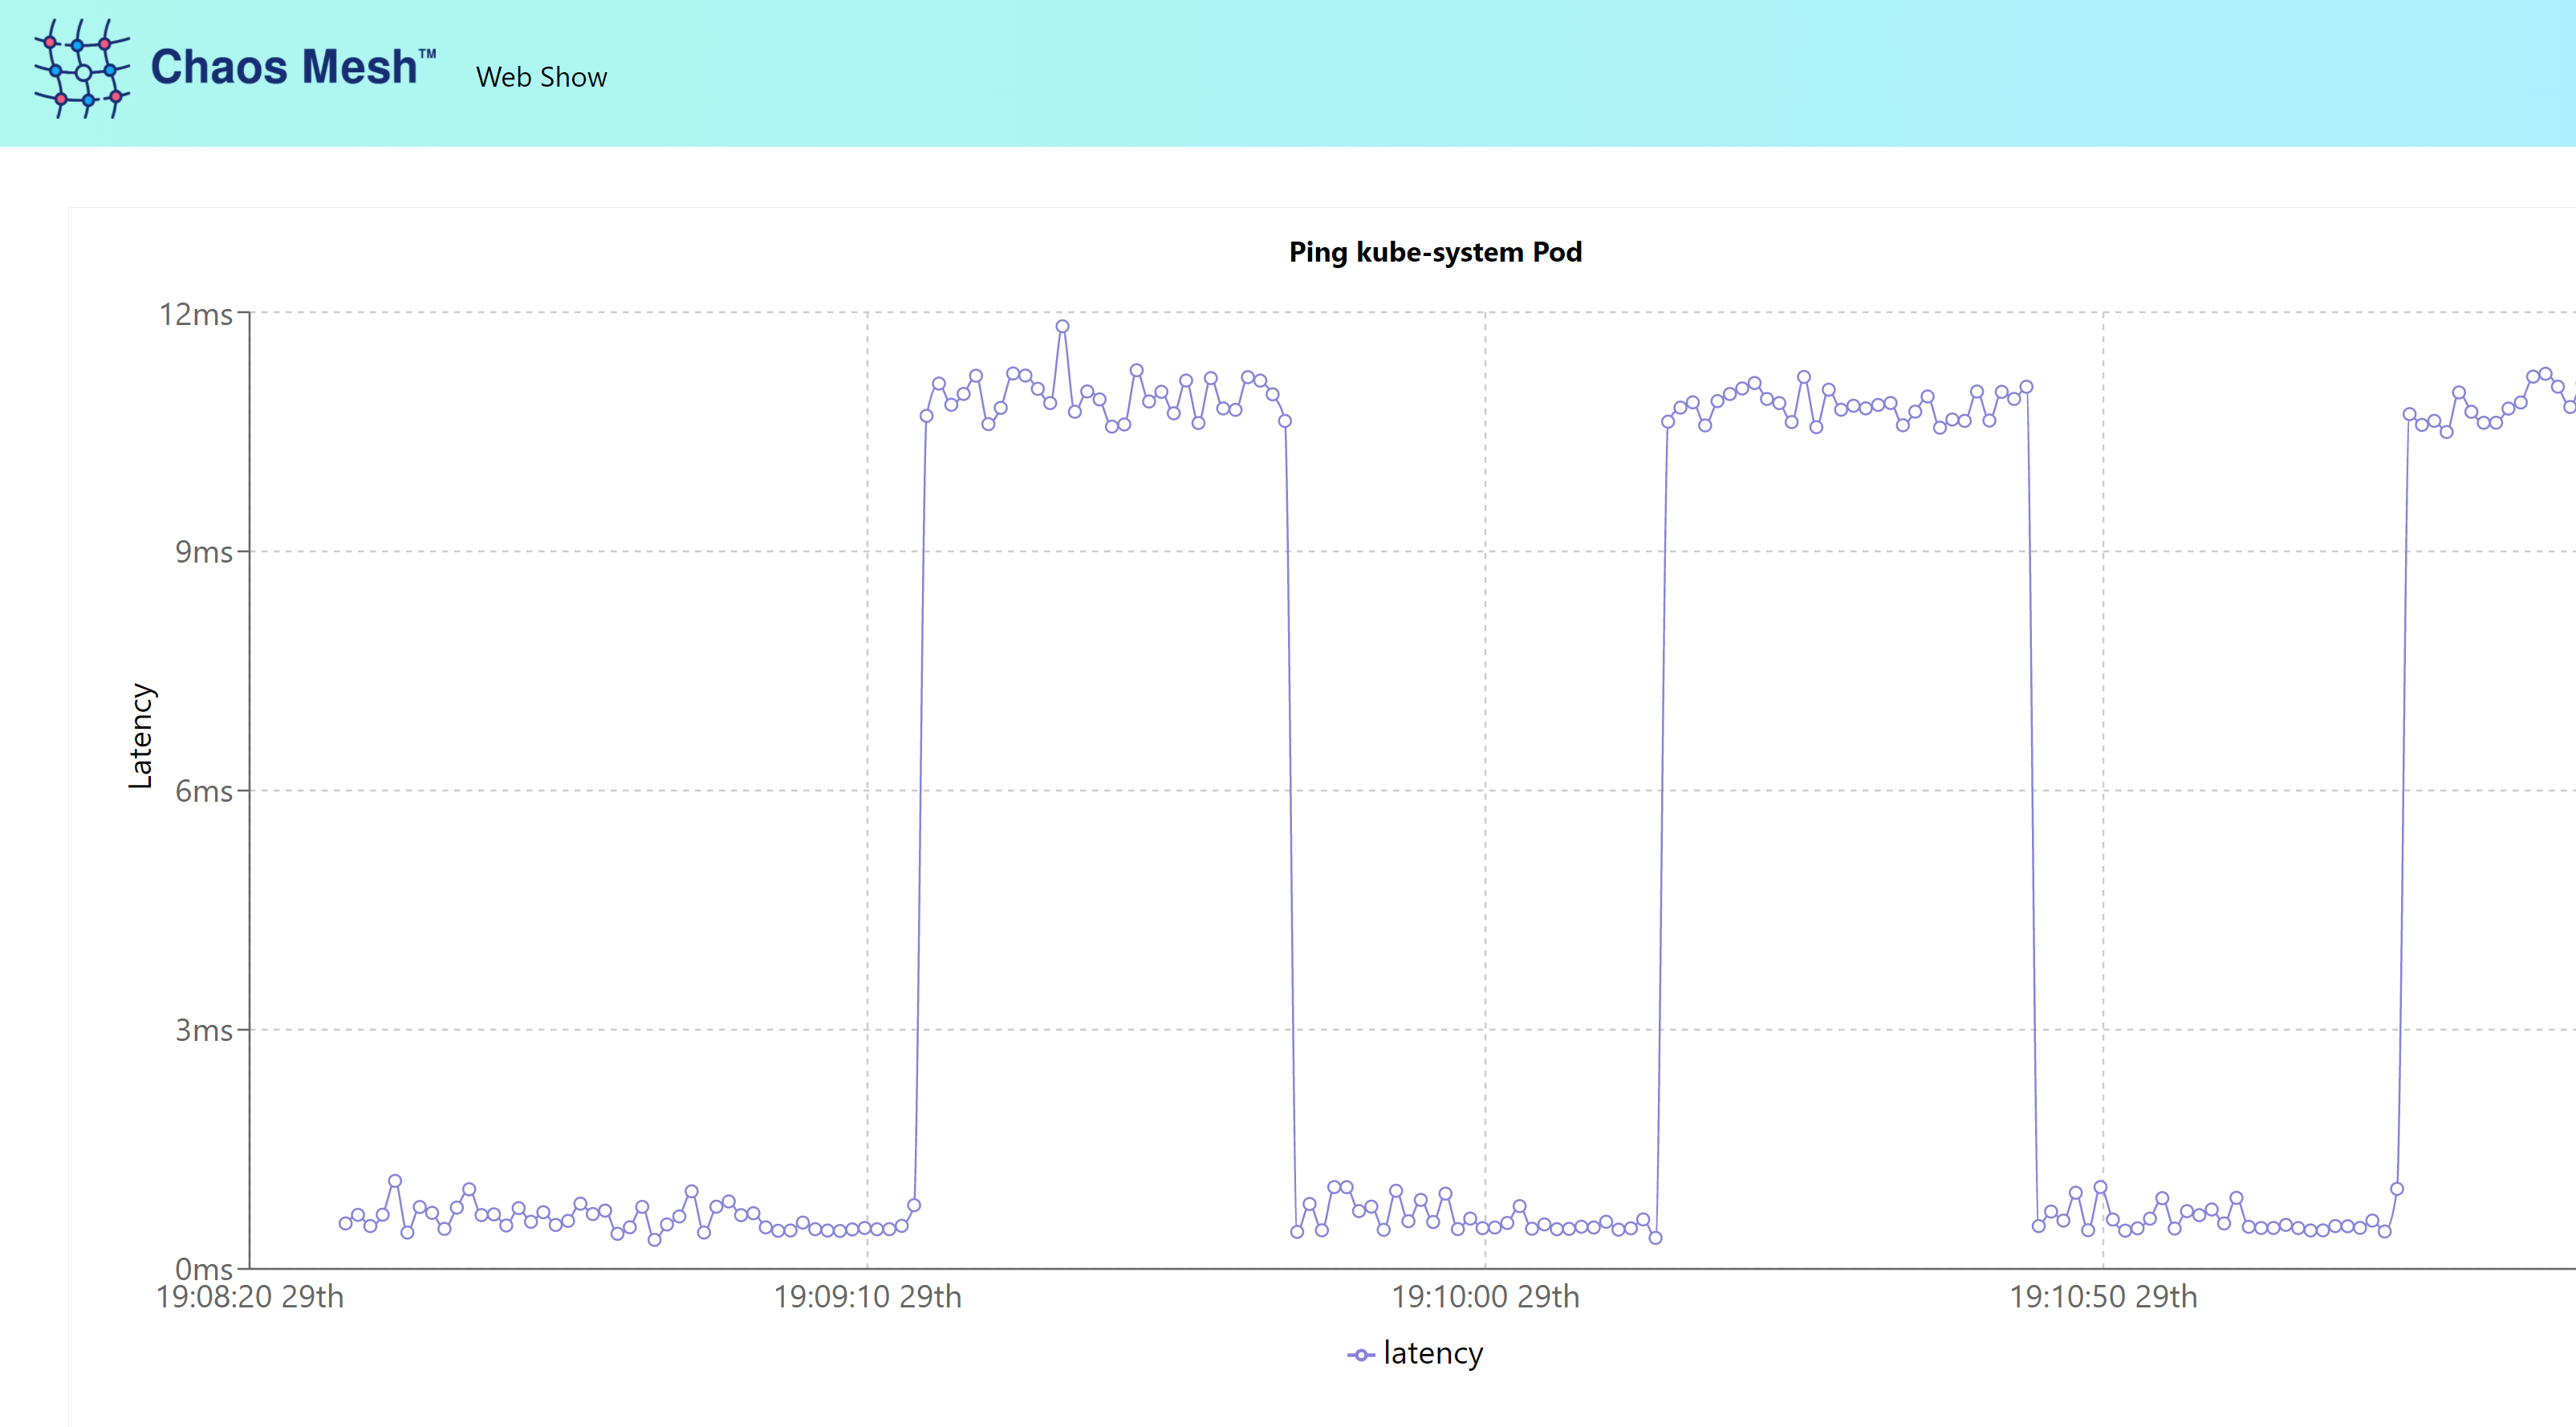 Chaos Mesh™
Web Show
Ping kube-system Pod
12ms
9ms
6ms
3ms
0ms
Latency
19:08:20 29th
19:09:10 29th
19:10:00 29th
19:10:50 29th
latency